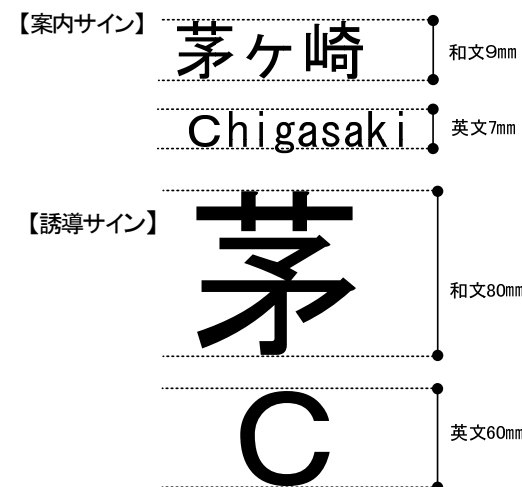 【案内サイン】
茅ヶ崎
和文9mm
Chigasaki
英文7mm
【誘導サイン】
茅
和文80mm
C
英文60mm